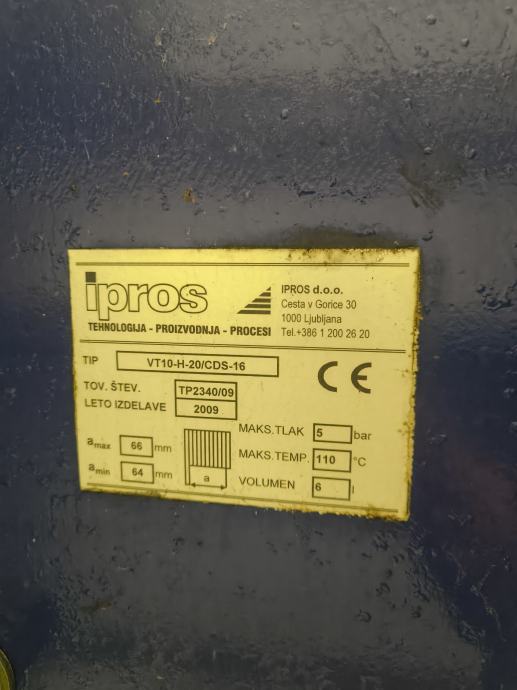 ipros
TEHNOLOGIJA - PROIZVODNJA - PROCESI
IPROS d.o.o.
Cesta v Gorice 30
1000 Ljubljana
Tel.+386 1 200 26 20
TIP VT10-H-20/CDS-16
TOV. ŠTEV. TP2340/09
LETO IZDELAVE 2009
CE
amax 66 mm
amin 64 mm
a
MAKS.TLAK 5 bar
MAKS.TEMP. 110 °C
VOLUMEN 6 l